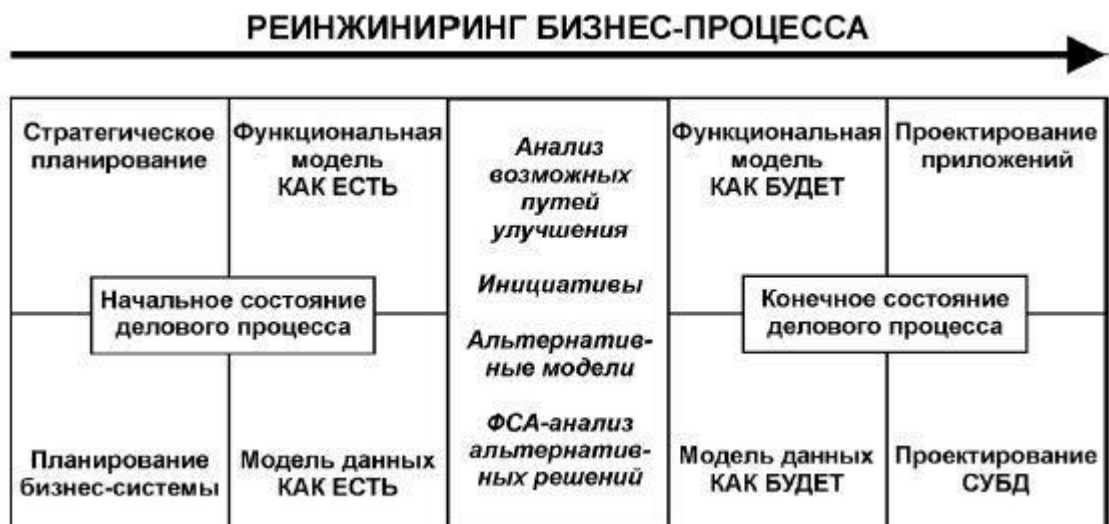 РЕИНЖИНИРИНГ БИЗНЕС-ПРОЦЕССА
Стратегическое
планирование
Функциональная
модель
КАК ЕСТЬ
Начальное состояние
делового процесса
Планирование
бизнес-системы
Модель данных
КАК ЕСТЬ
Анализ
возможных
путей
улучшения
Инициативы
Альтернатив-
ные модели
ФСА-анализ
альтернатив-
ных решений
Функциональная
модель
КАК БУДЕТ
Проектирование
приложений
Конечное состояние
делового процесса
Модель данных
КАК БУДЕТ
Проектирование
СУБД